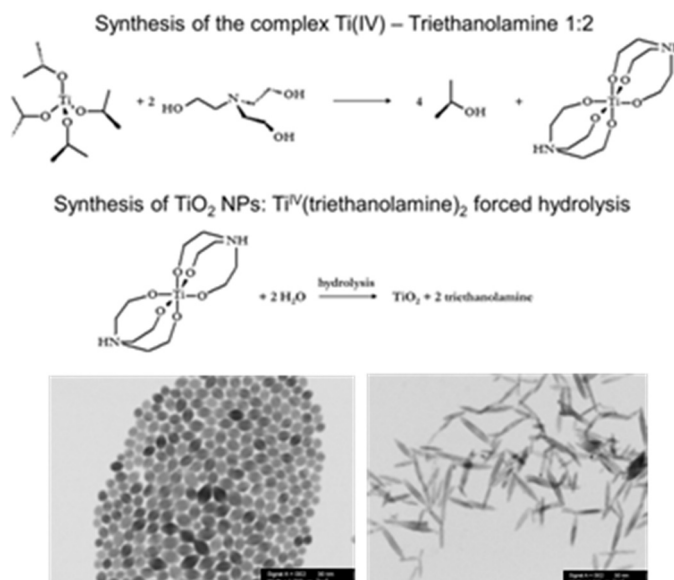 Synthesis of the complex Ti(IV) – Triethanolamine 1:2
O
O
Ti
O
O
+ 2
HO
N
OH
OH
4
OH
+
O
O
O
Ti
O
O
O
HN
Synthesis of TiO₂ NPs: Tiᴵⱽ(triethanolamine)₂ forced hydrolysis
NH
O
O
O
Ti
O
O
O
HN
+ 2 H₂O
hydrolysis
TiO₂ + 2 triethanolamine